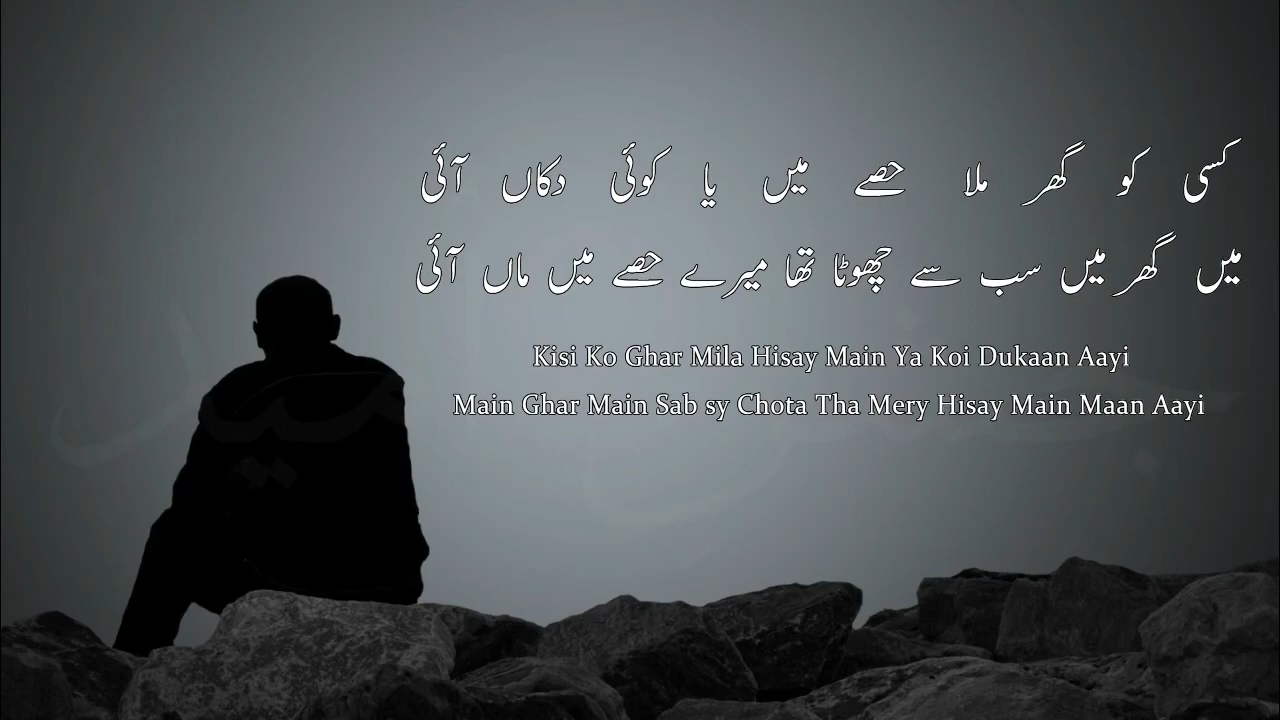 کسی کو گھر ملا حصے میں یا کوئی دکاں آئی
میں گھر میں سب سے چھوٹا تھا میرے حصے میں ماں آئی
Kisi Ko Ghar Mila Hisay Main Ya Koi Dukaan Aayi
Main Ghar Main Sab sy Chota Tha Mery Hisay Main Maan Aayi